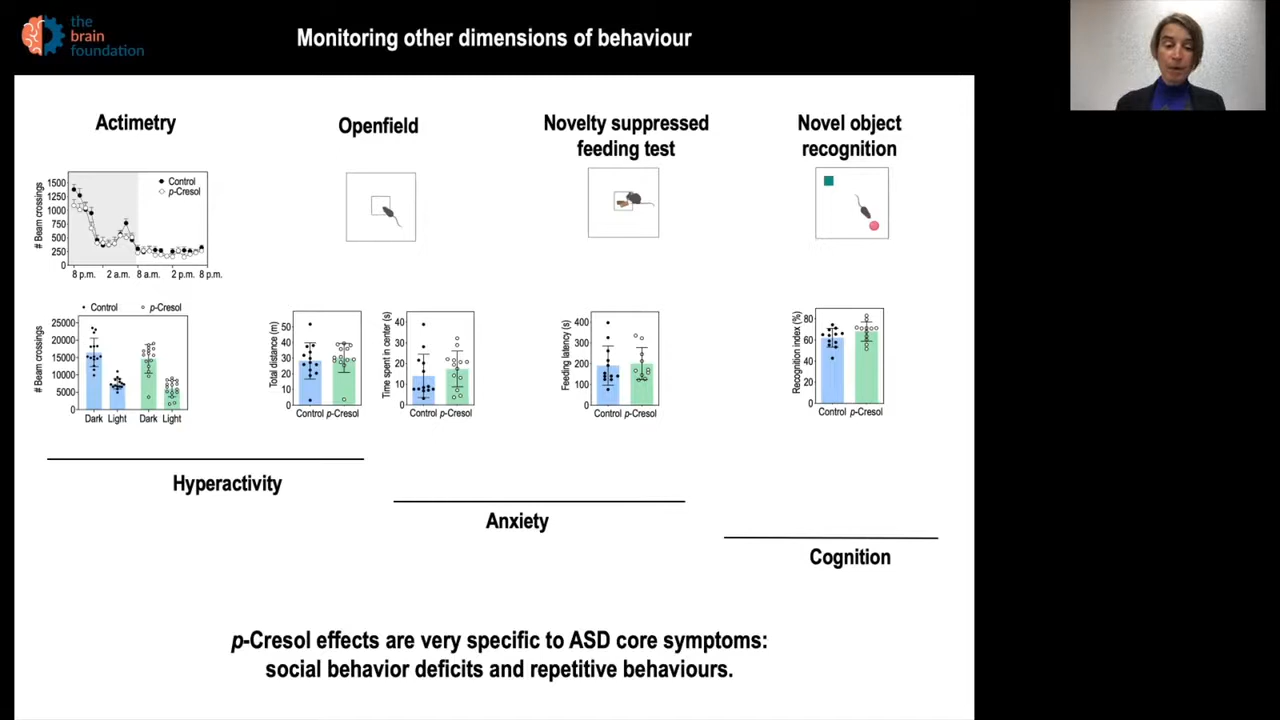 the
brain
foundation
Monitoring other dimensions of behaviour
Actimetry
# Beam crossings
1500
1250
1000
750
500
250
0
Control
p-Cresol
8 p.m.
2 a.m.
8 a.m.
2 p.m.
8 p.m.
Control
p-Cresol
# Beam crossings
25000
20000
15000
10000
5000
0
Dark Light
Dark Light
Openfield
Total distance (m)
50
40
30
20
10
0
Control p-Cresol
Time spent in center (s)
40
30
20
10
0
Control p-Cresol
Novelty suppressed
feeding test
Feeding latency (s)
400
300
200
100
0
Control p-Cresol
Novel object
recognition
Recognition index (%)
80
60
40
20
0
Control p-Cresol
Hyperactivity
Anxiety
Cognition
p-Cresol effects are very specific to ASD core symptoms:
social behavior deficits and repetitive behaviours.